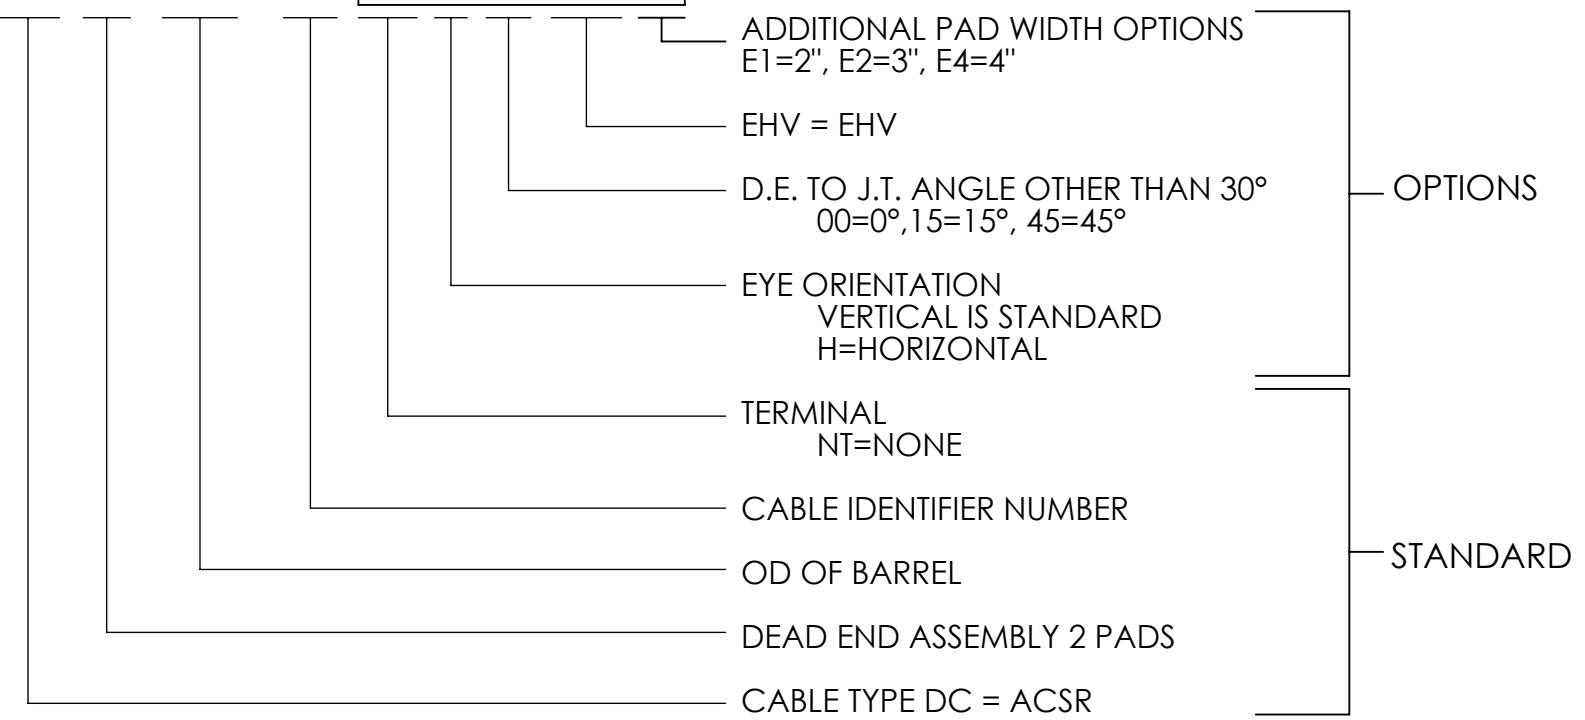 ADDITIONAL PAD WIDTH OPTIONS
E1=2", E2=3", E4=4"
EHV = EHV
D.E. TO J.T. ANGLE OTHER THAN 30°
00=0°,15=15°, 45=45°
OPTIONS
EYE ORIENTATION
VERTICAL IS STANDARD
H=HORIZONTAL
TERMINAL
NT=NONE
CABLE IDENTIFIER NUMBER
STANDARD
OD OF BARREL
DEAD END ASSEMBLY 2 PADS
CABLE TYPE DC = ACSR